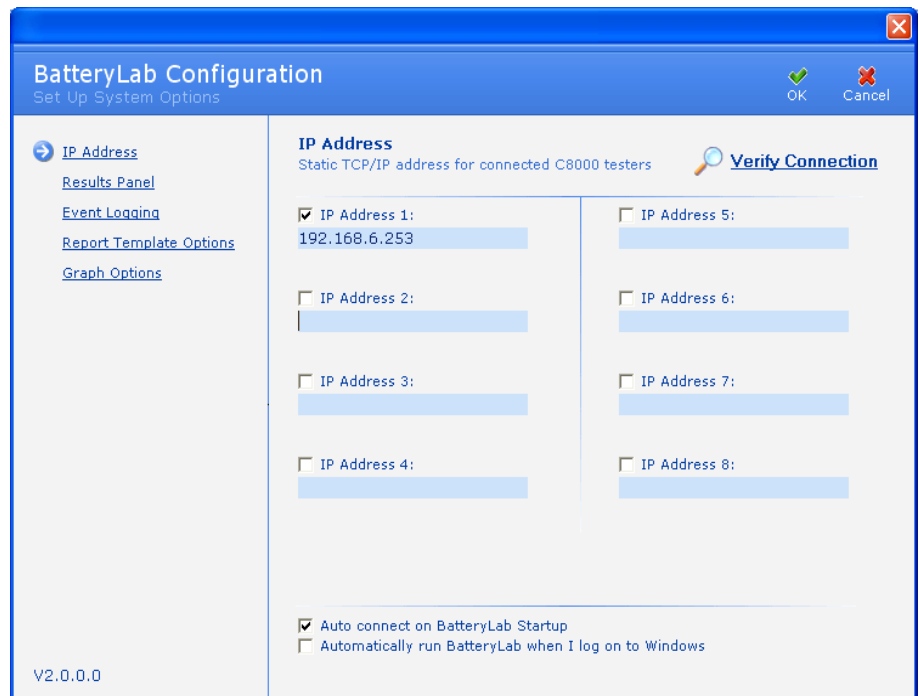 BatteryLab Configuration
Set Up System Options
OK
Cancel
IP Address
Results Panel
Event Logging
Report Template Options
Graph Options
V2.0.0.0
IP Address
Static TCP/IP address for connected C8000 testers
Verify Connection
IP Address 1:
192.168.6.253
IP Address 2:
IP Address 3:
IP Address 4:
IP Address 5:
IP Address 6:
IP Address 7:
IP Address 8:
Auto connect on BatteryLab Startup
Automatically run BatteryLab when I log on to Windows